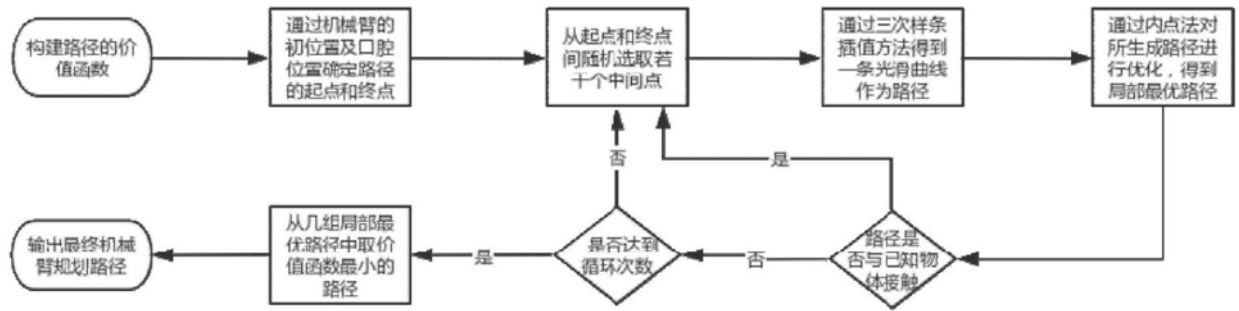 构建路径的价
值函数
通过机械臂的
初位置及口腔
位置确定路径
的起点和终点
从起点和终点
间随机选取若
干个中间点
通过三次样条
插值方法得到
一条光滑曲线
作为路径
通过内点法对
所生成路径进
行优化，得到
局部最优路径
否
是
输出最终机械
臂规划路径
从几组局部最
优路径中取价
值函数最小的
路径
是
是否达到
循环次数
否
路径是
否与已知物
体接触